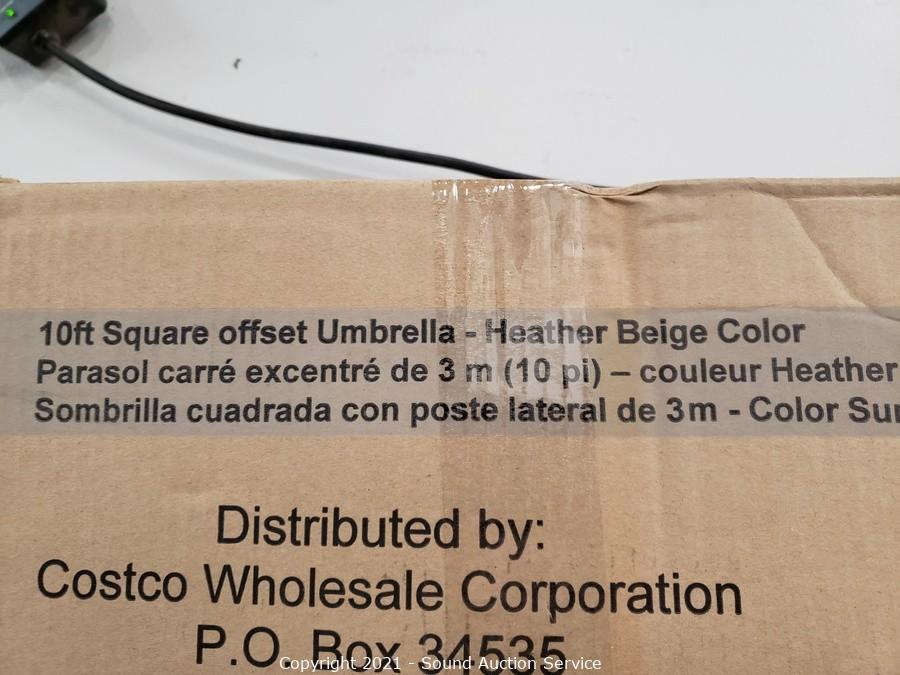 10ft Square offset Umbrella - Heather Beige Color
Parasol carré excentré de 3 m (10 pi) – couleur Heather
Sombrilla cuadrada con poste lateral de 3m - Color
Distributed by:
Costco Wholesale Corporation
P.O. Box 34535
Copyright 2021 - Sound Auction Service